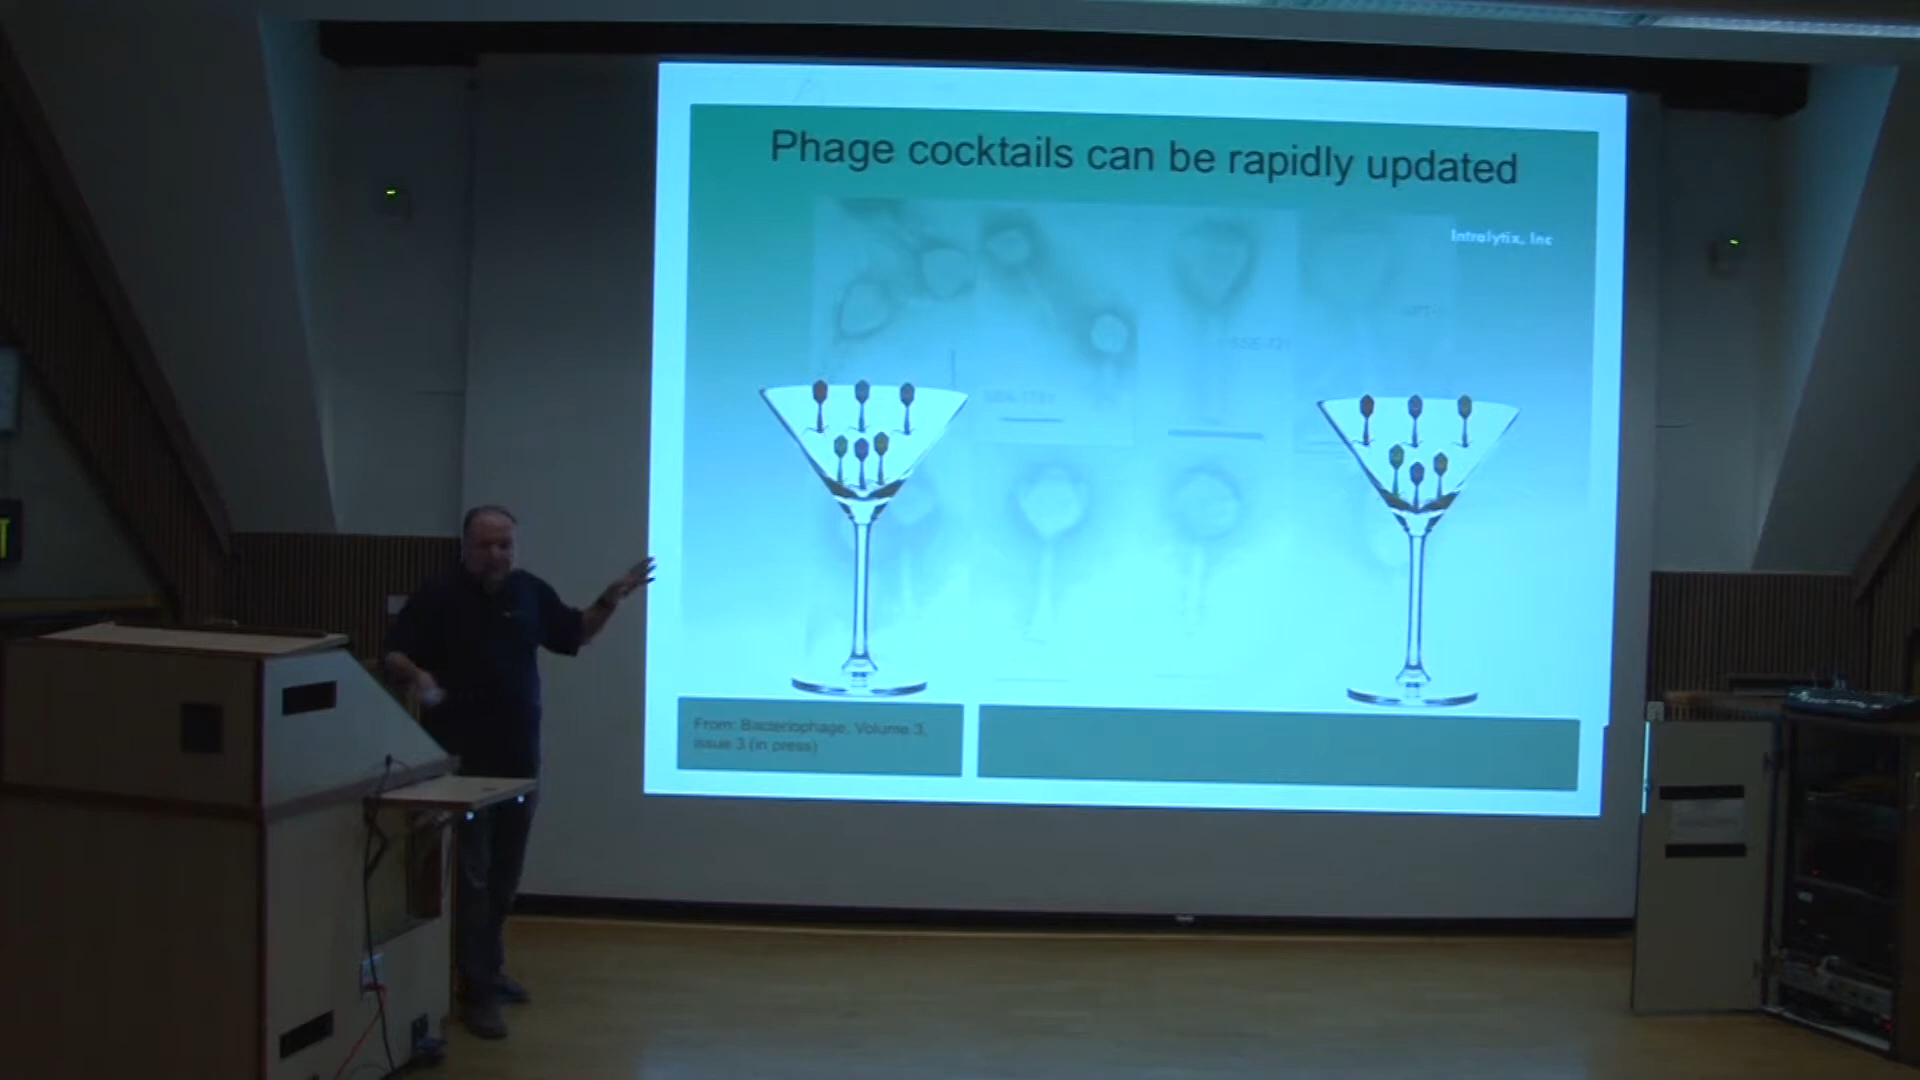 Phage cocktails can be rapidly updated
Intralytix, Inc
From: Bacteriophage, Volume 3,
issue 3 (in press)